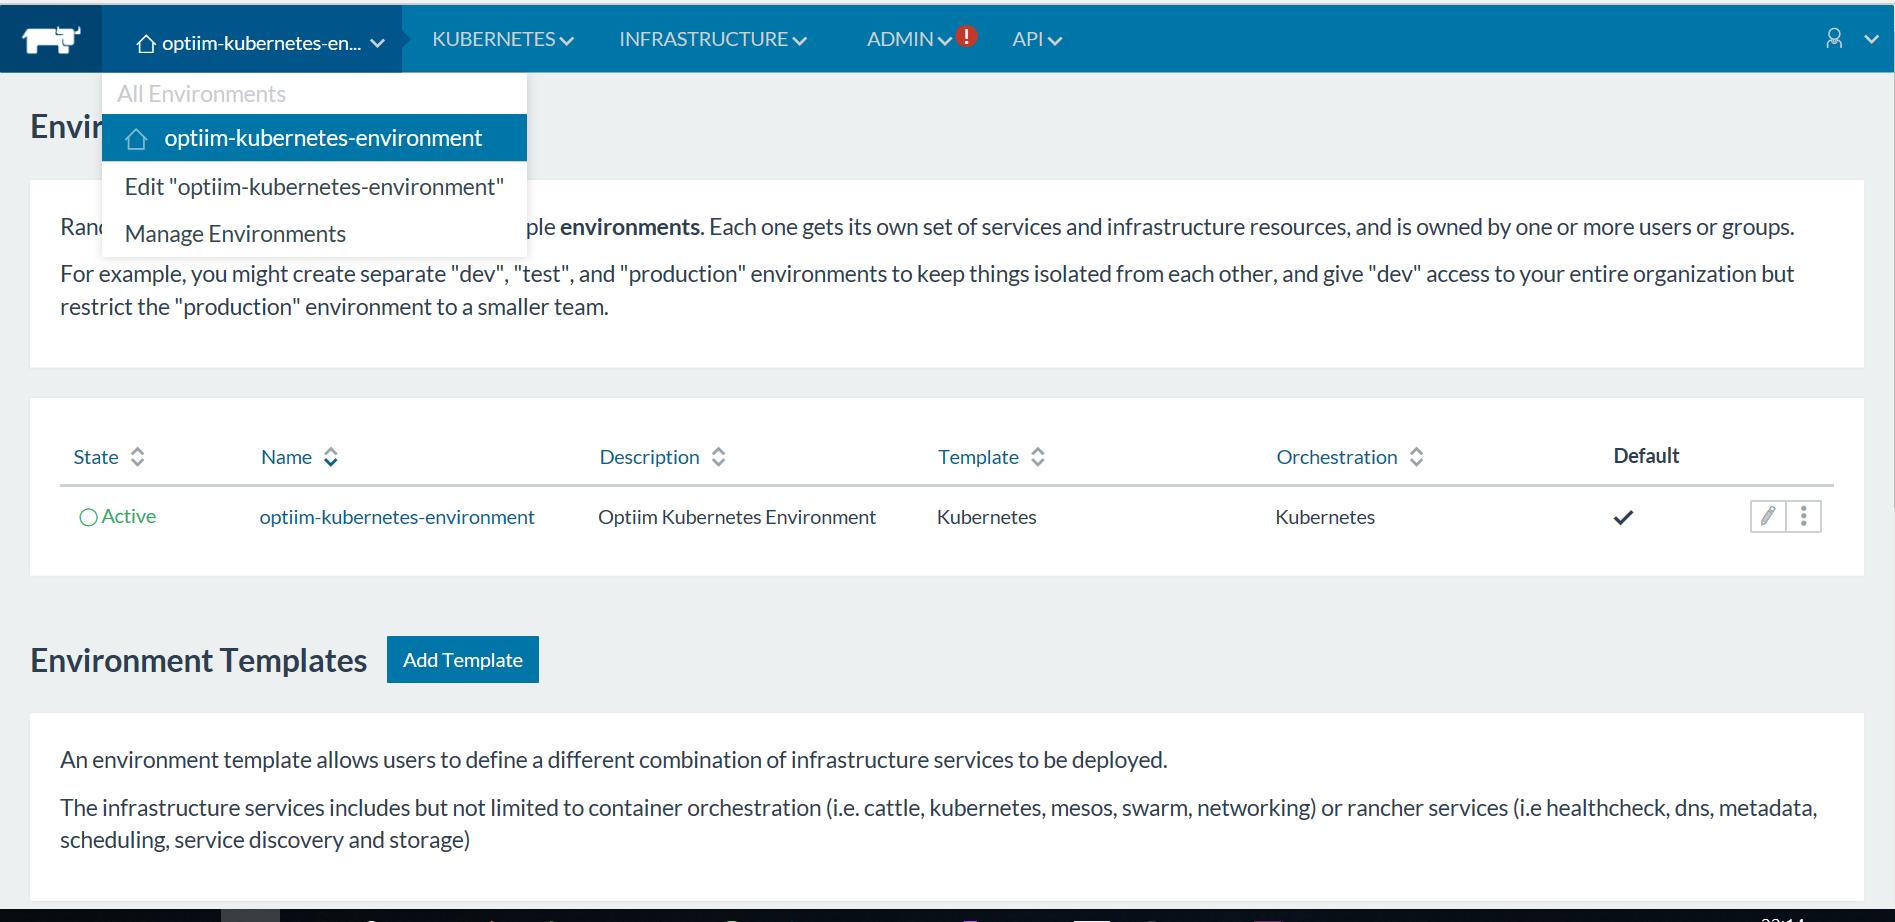 optiim-kubernetes-en...
KUBERNETES
INFRASTRUCTURE
ADMIN
!
API
All Environments
optiim-kubernetes-environment
Edit "optiim-kubernetes-environment"
Manage Environments
Envir
Ran
ple environments. Each one gets its own set of services and infrastructure resources, and is owned by one or more users or groups.
For example, you might create separate "dev", "test", and "production" environments to keep things isolated from each other, and give "dev" access to your entire organization but
restrict the "production" environment to a smaller team.
State Name Description Template Orchestration Default
Active optiim-kubernetes-environment Optiim Kubernetes Environment Kubernetes Kubernetes
Environment Templates
Add Template
An environment template allows users to define a different combination of infrastructure services to be deployed.
The infrastructure services includes but not limited to container orchestration (i.e. cattle, kubernetes, mesos, swarm, networking) or rancher services (i.e healthcheck, dns, metadata,
scheduling, service discovery and storage)